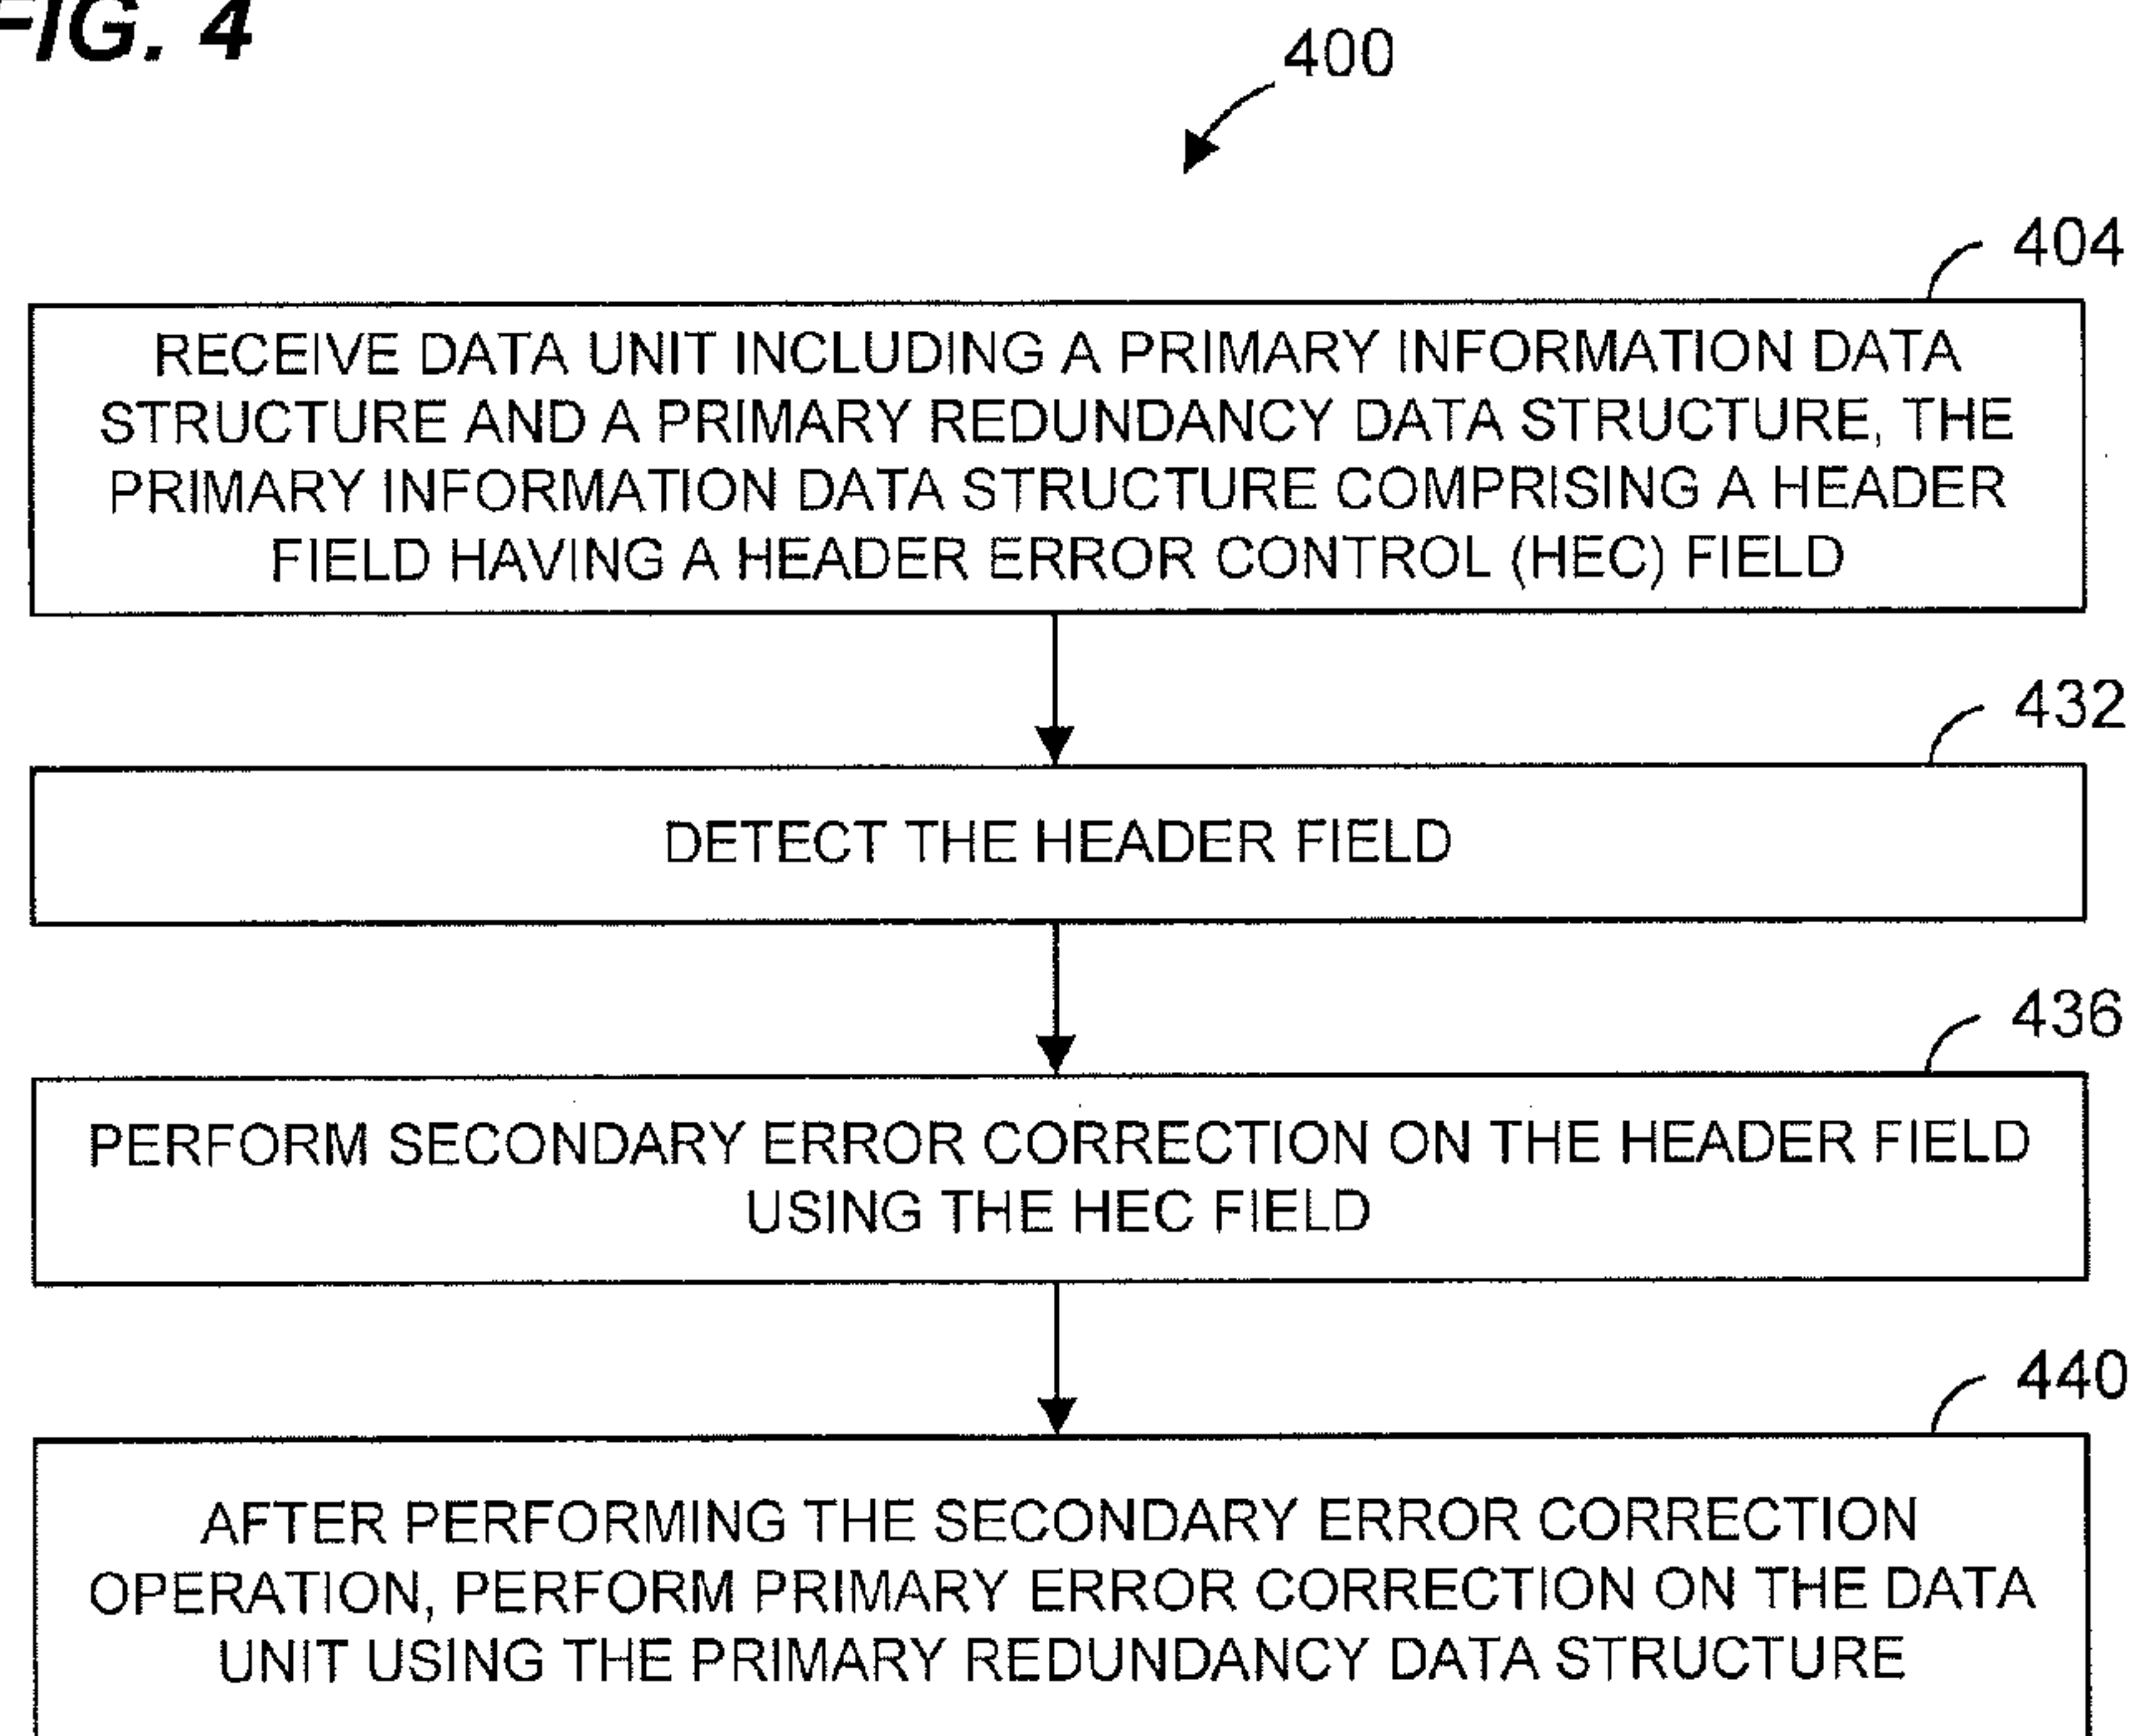 FIG. 4
400
404
RECEIVE DATA UNIT INCLUDING A PRIMARY INFORMATION DATA
STRUCTURE AND A PRIMARY REDUNDANCY DATA STRUCTURE, THE
PRIMARY INFORMATION DATA STRUCTURE COMPRISING A HEADER
FIELD HAVING A HEADER ERROR CONTROL (HEC) FIELD
432
DETECT THE HEADER FIELD
436
PERFORM SECONDARY ERROR CORRECTION ON THE HEADER FIELD
USING THE HEC FIELD
440
AFTER PERFORMING THE SECONDARY ERROR CORRECTION
OPERATION, PERFORM PRIMARY ERROR CORRECTION ON THE DATA
UNIT USING THE PRIMARY REDUNDANCY DATA STRUCTURE